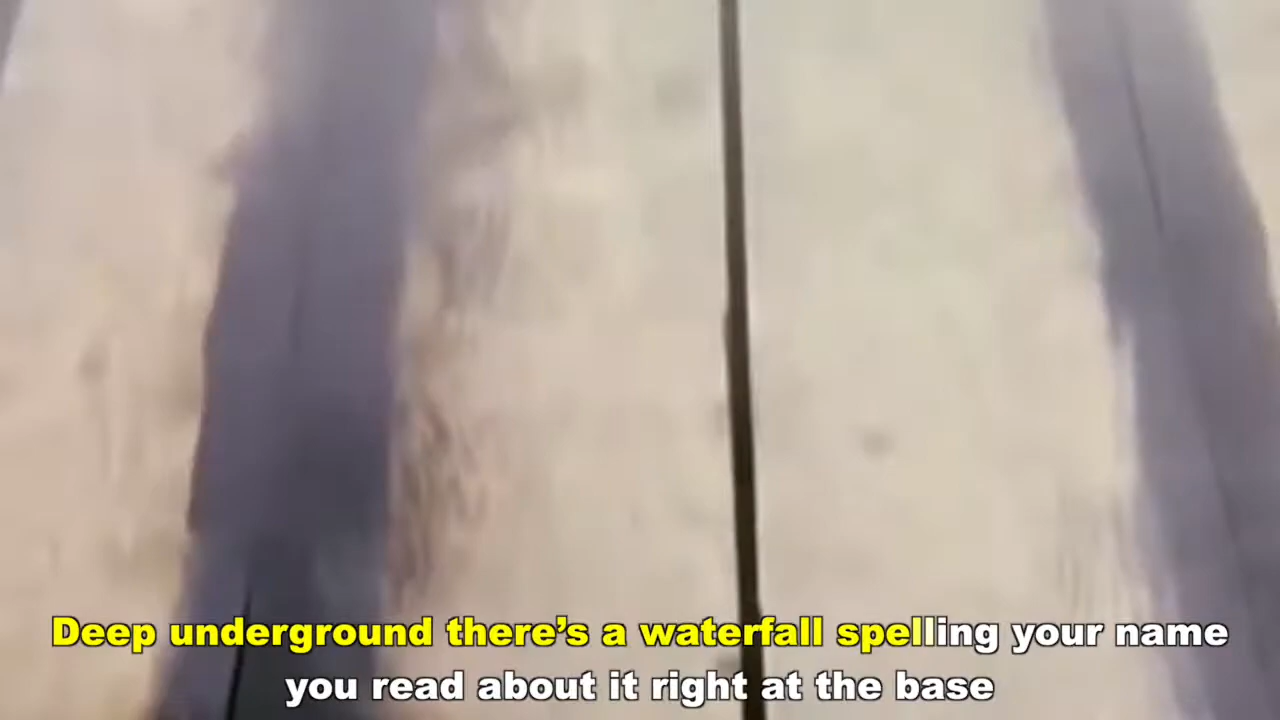 Deep underground there’s a waterfall spelling your name
you read about it right at the base